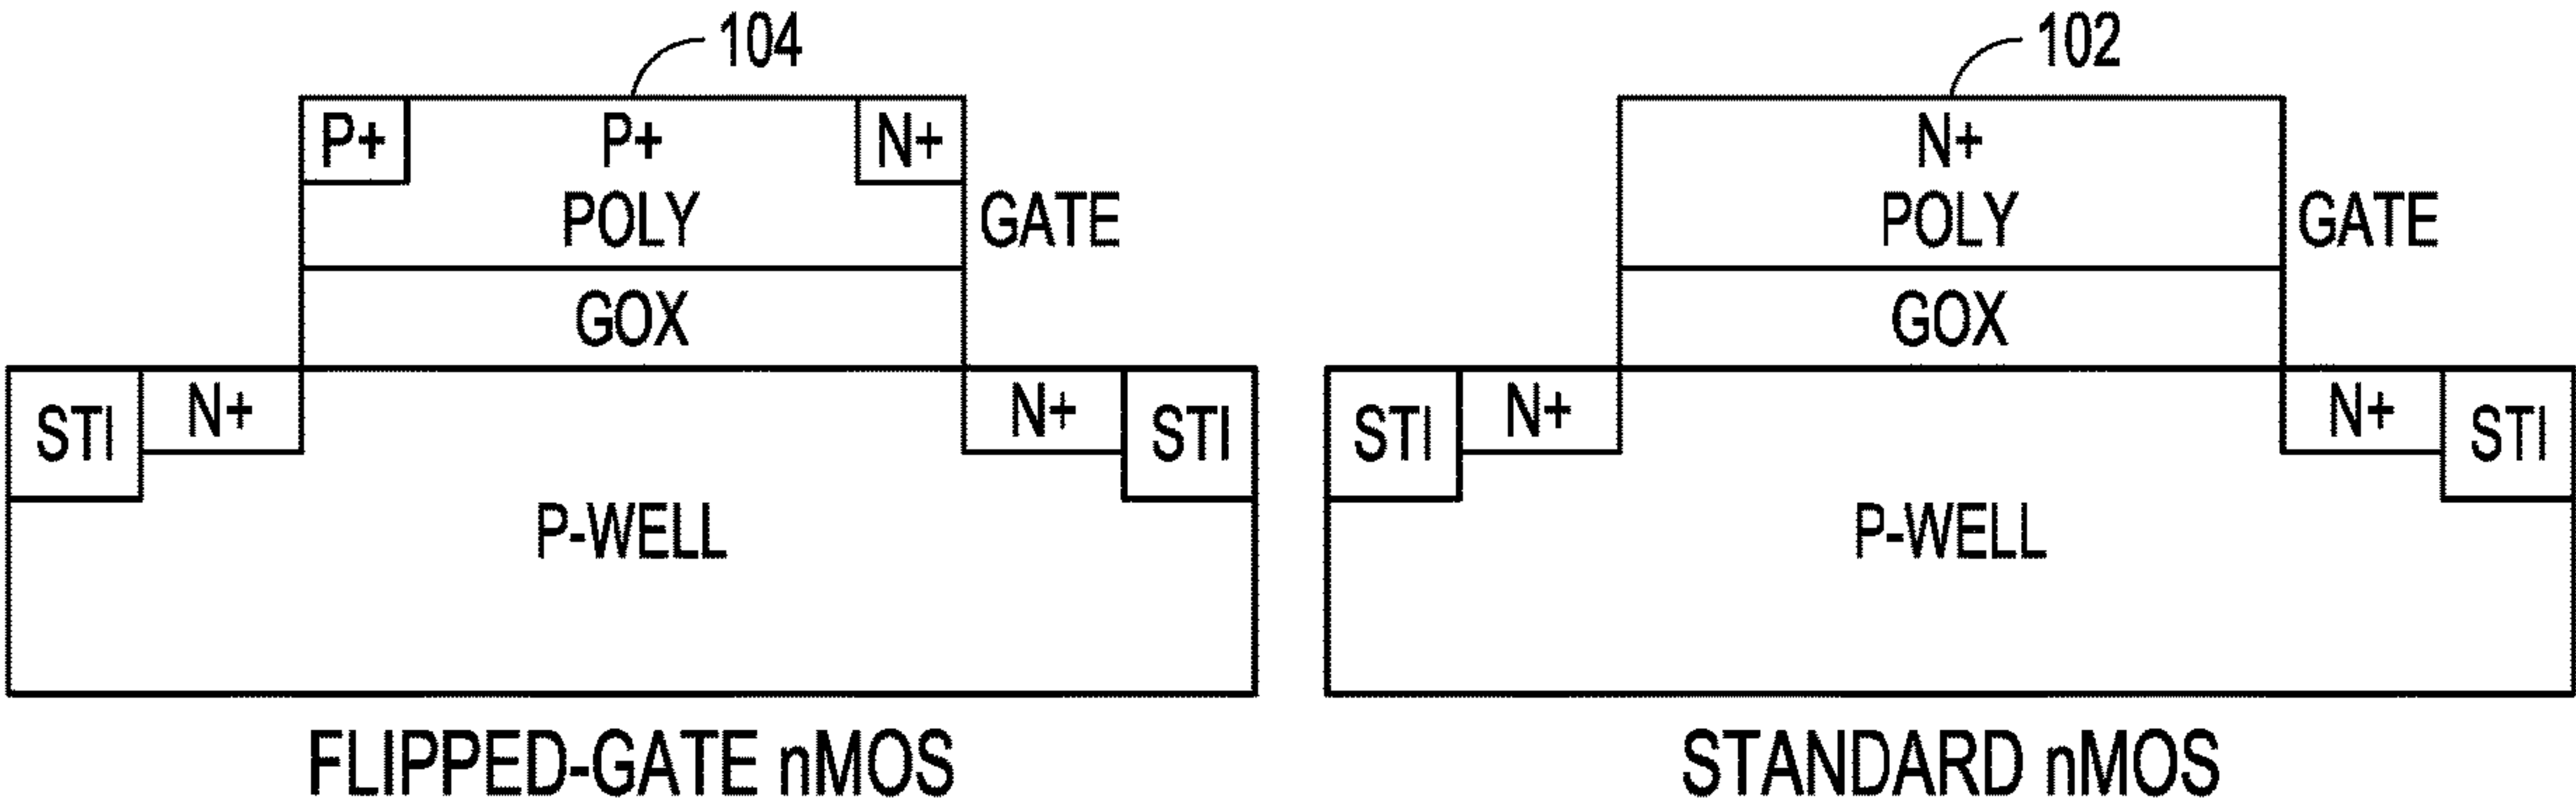 104
P+ P+ N+
POLY
GATE
GOX
STI N+ N+ STI
P-WELL
FLIPPED-GATE nMOS
102
N+
POLY
GATE
GOX
STI N+ N+ STI
P-WELL
STANDARD nMOS